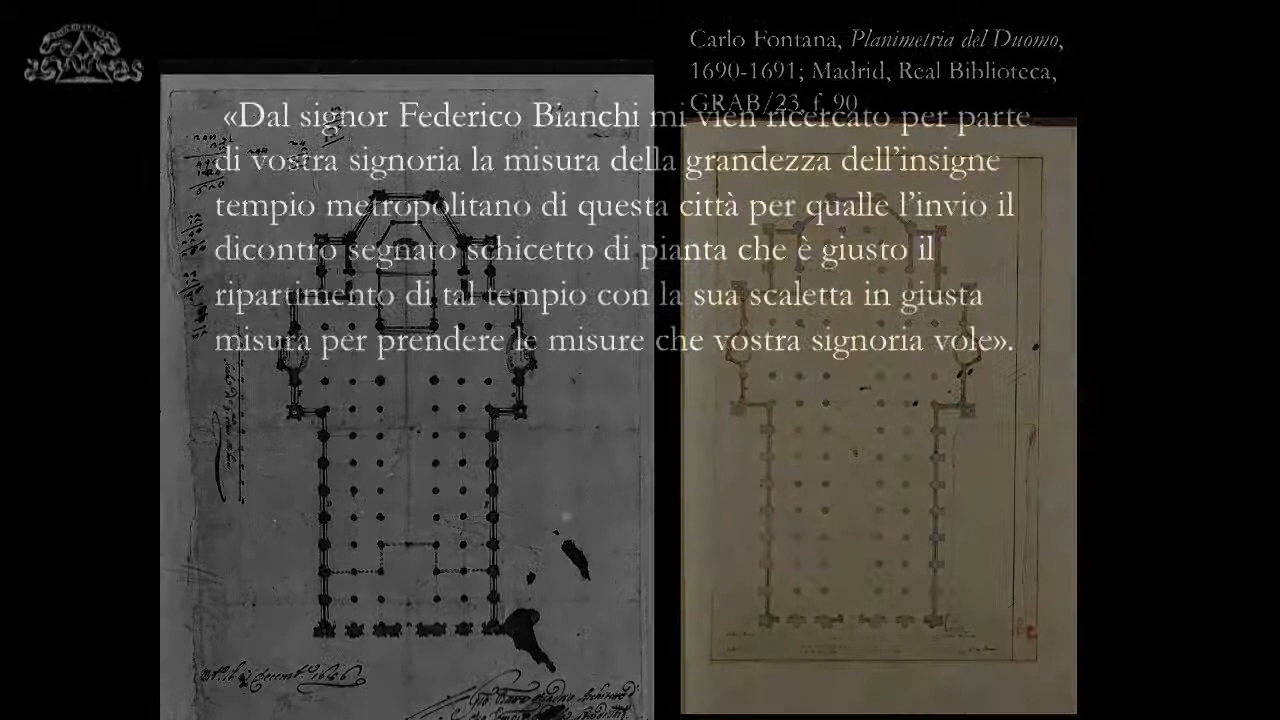 Carlo Fontana, Planimetria del Duomo,
1690-1691; Madrid, Real Biblioteca,
GRAB/23, f. 90
«Dal signor Federico Bianchi mi vien ricercato per parte
di vostra signoria la misura della grandezza dell’insigne
tempio metropolitano di questa città per qualle l’invio il
dicontro segnato schicetto di pianta che è giusto il
ripartimento di tal tempio con la sua scaletta in giusta
misura per prendere le misure che vostra signoria vole».